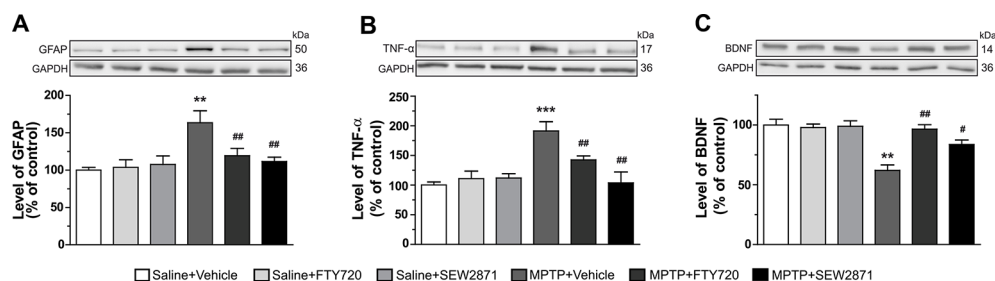 A
kDa
GFAP
50
GAPDH
36
Level of GFAP
(% of control)
200
150
100
50
0
**
##
##
B
kDa
TNF-α
17
GAPDH
36
Level of TNF-α
(% of control)
250
200
150
100
50
0
***
##
##
C
kDa
BDNF
14
GAPDH
36
Level of BDNF
(% of control)
100
50
0
**
##
#
Saline+Vehicle Saline+FTY720 Saline+SEW2871 MPTP+Vehicle MPTP+FTY720 MPTP+SEW2871